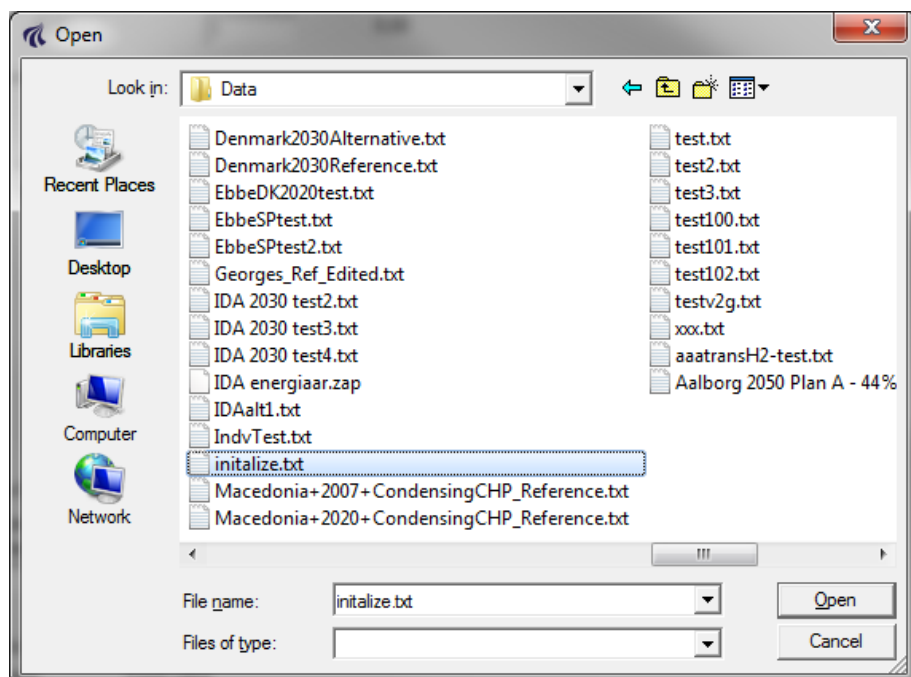 Open
Look in:
Data
Recent Places
Desktop
Libraries
Computer
Network
Denmark2030Alternative.txt
Denmark2030Reference.txt
EbbeDK2020test.txt
EbbeSPtest.txt
EbbeSPtest2.txt
Georges_Ref_Edited.txt
IDA 2030 test2.txt
IDA 2030 test3.txt
IDA 2030 test4.txt
IDA energiaar.zap
IDAalt1.txt
IndvTest.txt
initalize.txt
Macedonia+2007+CondensingCHP_Reference.txt
Macedonia+2020+CondensingCHP_Reference.txt
test.txt
test2.txt
test3.txt
test100.txt
test101.txt
test102.txt
testv2g.txt
xxx.txt
aaatransH2-test.txt
Aalborg 2050 Plan A - 44%
File name:
initalize.txt
Open
Files of type:
Cancel